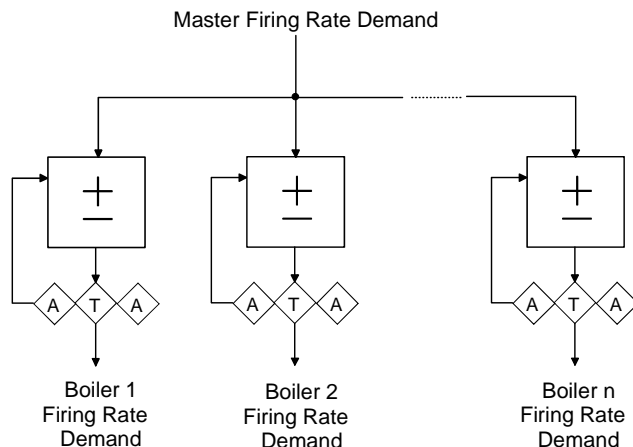 Master Firing Rate Demand
+
−
+
−
+
−
A T A
A T A
A T A
Boiler 1
Firing Rate
Demand
Boiler 2
Firing Rate
Demand
Boiler n
Firing Rate
Demand